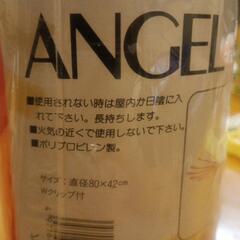 ANGEL
■使用されない時は屋内か日陰に入
れて下さい。長持ちします。
■火気の近くで使用しないで下さい。
■ポリプロピレン製。
サイズ：直径80×42cm
Wクリップ付